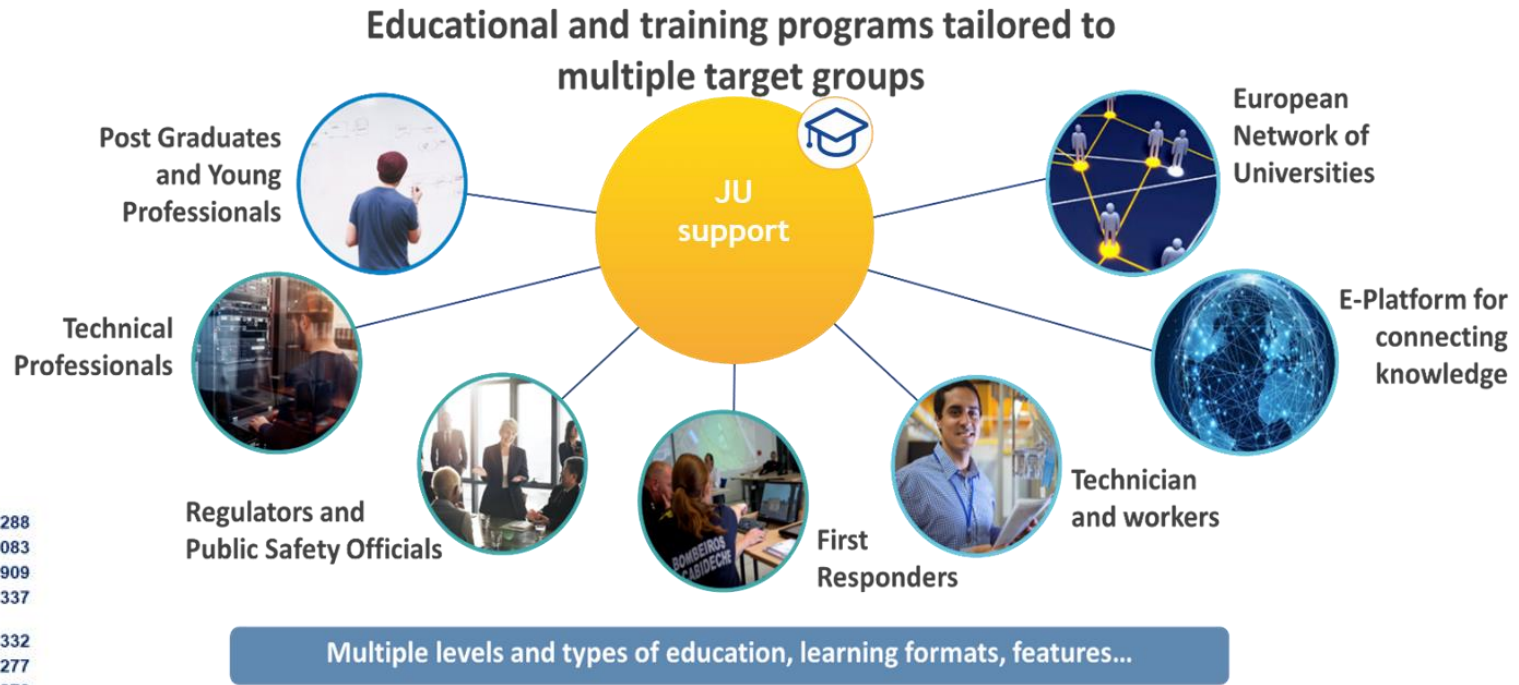 Educational and training programs tailored to
multiple target groups
Post Graduates
and Young
Professionals
JU
support
European
Network of
Universities
Technical
Professionals
E-Platform for
connecting
knowledge
Regulators and
Public Safety Officials
BOMBEIROS
CABIDECHE
First
Responders
Technician
and workers
288
083
909
337
332
277
Multiple levels and types of education, learning formats, features...